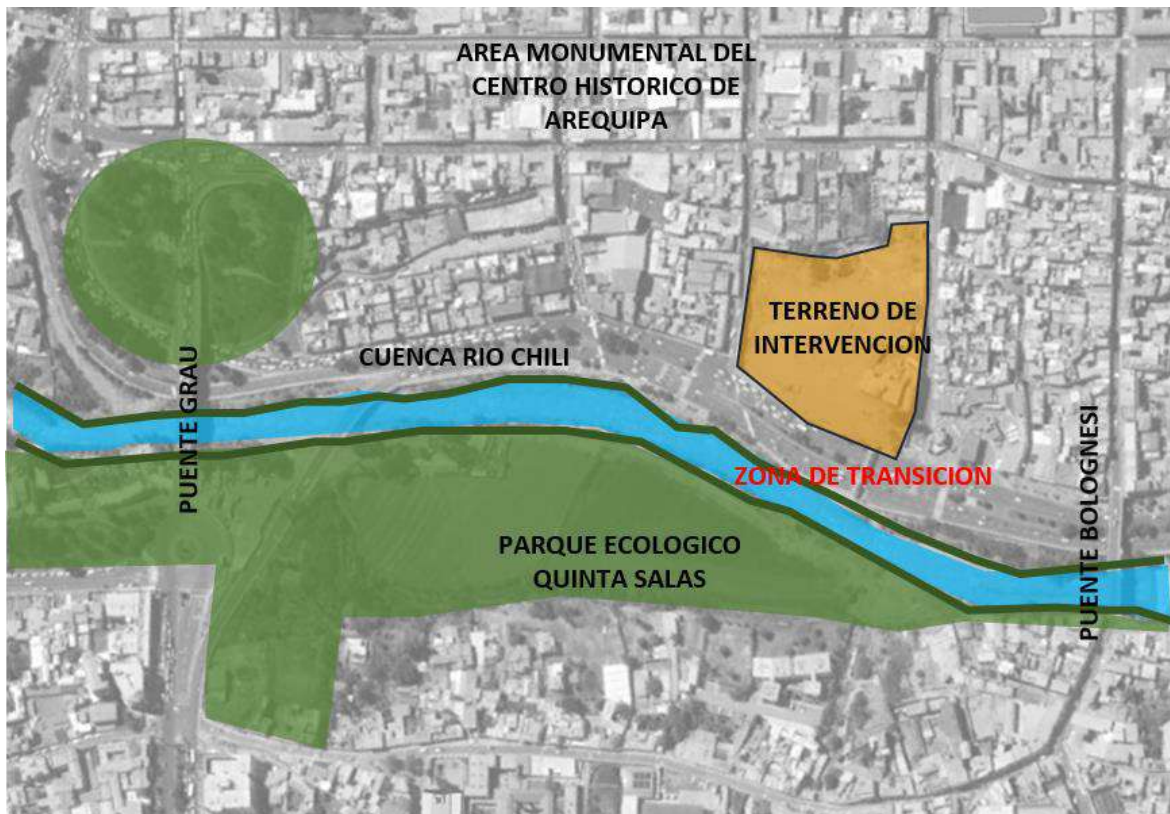 AREA MONUMENTAL DEL
CENTRO HISTORICO DE
AREQUIPA
TERRENO DE
INTERVENCION
CUENCA RIO CHILI
PUENTE GRAU
ZONA DE TRANSICION
PUENTE BOLOGNESI
PARQUE ECOLOGICO
QUINTA SALAS